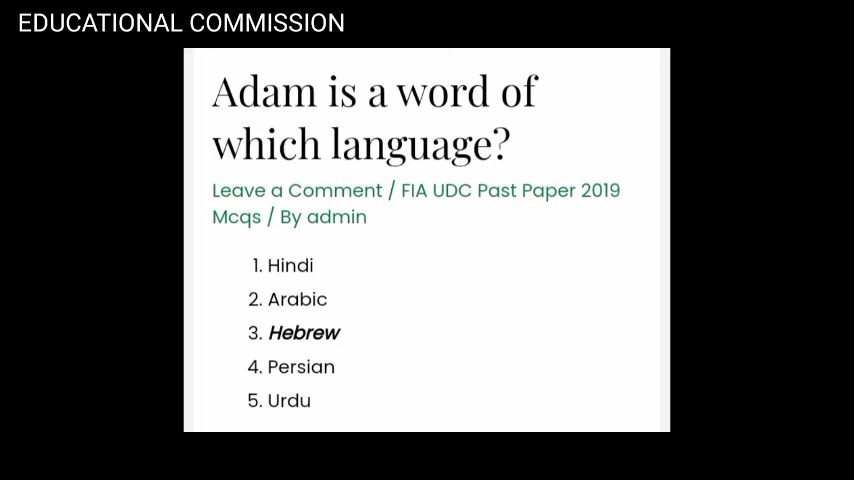 EDUCATIONAL COMMISSION
Adam is a word of
which language?
Leave a Comment / FIA UDC Past Paper 2019
Mcqs / By admin
1. Hindi
2. Arabic
3. Hebrew
4. Persian
5. Urdu